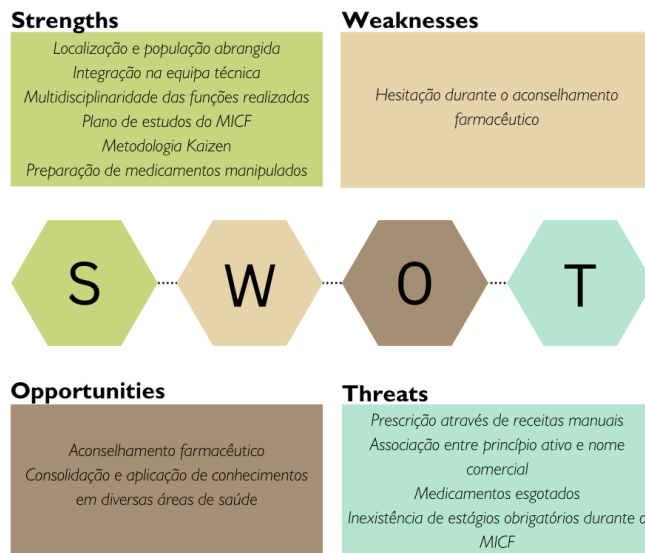 Strengths
Localização e população abrangida
Integração na equipa técnica
Multidisciplinaridade das funções realizadas
Plano de estudos do MICF
Metodologia Kaizen
Preparação de medicamentos manipulados
Weaknesses
Hesitação durante o aconselhamento
farmacêutico
S
W
O
T
Opportunities
Aconselhamento farmacêutico
Consolidação e aplicação de conhecimentos
em diversas áreas de saúde
Threats
Prescrição através de receitas manuais
Associação entre princípio ativo e nome
comercial
Medicamentos esgotados
Inexistência de estágios obrigatórios durante o
MICF